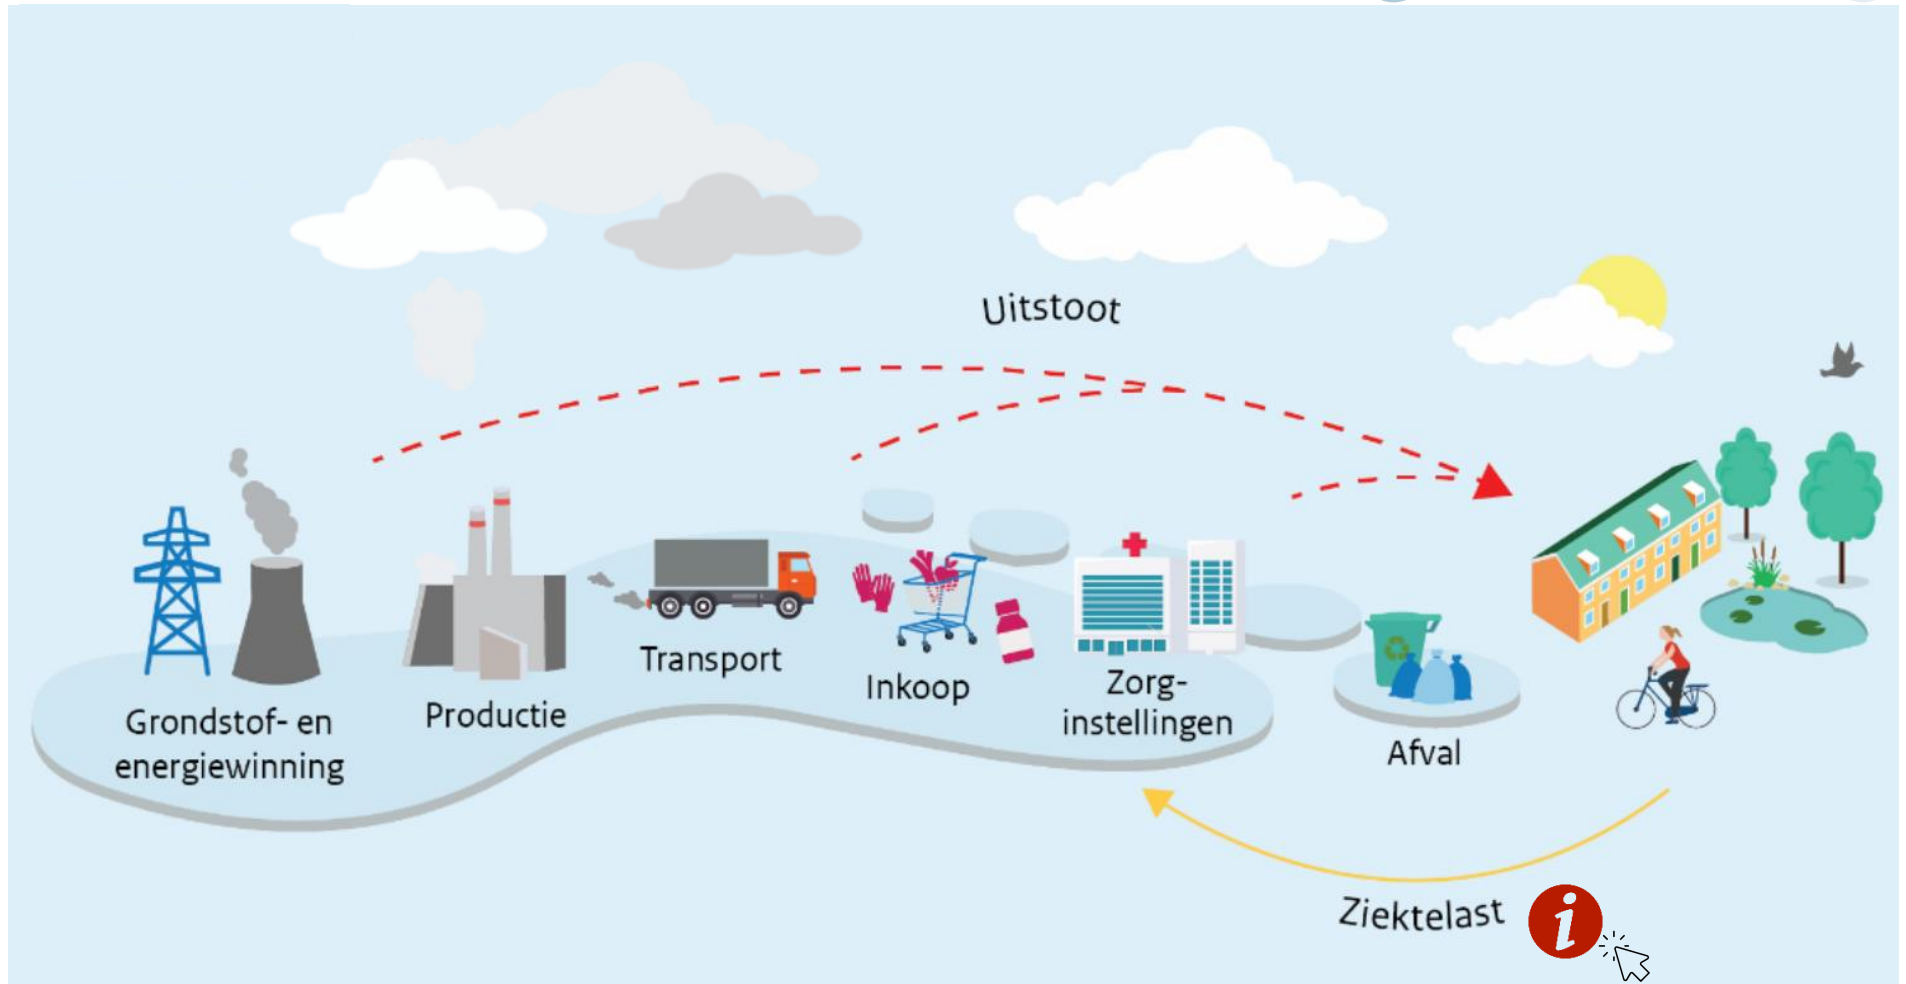 Uitstoot
Grondstof- en
energiewinning
Productie
Transport
Inkoop
Zorg-
instellingen
Afval
Ziektelast
i